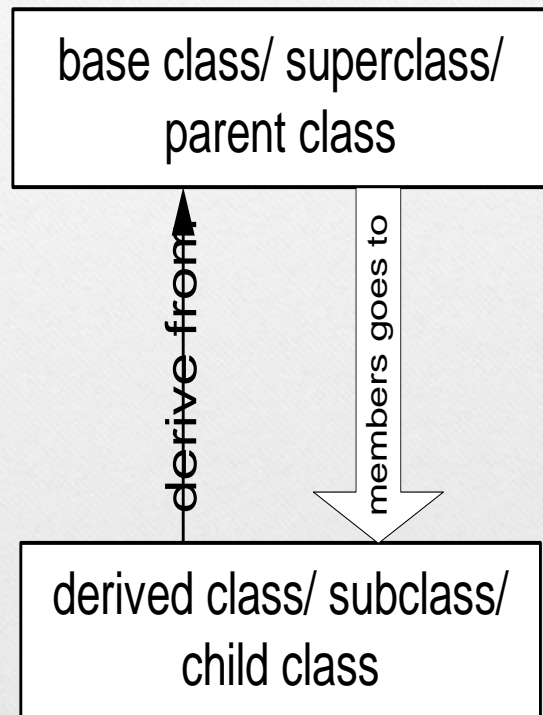 base class/ superclass/
parent class
derive from
members goes to
derived class/ subclass/
child class